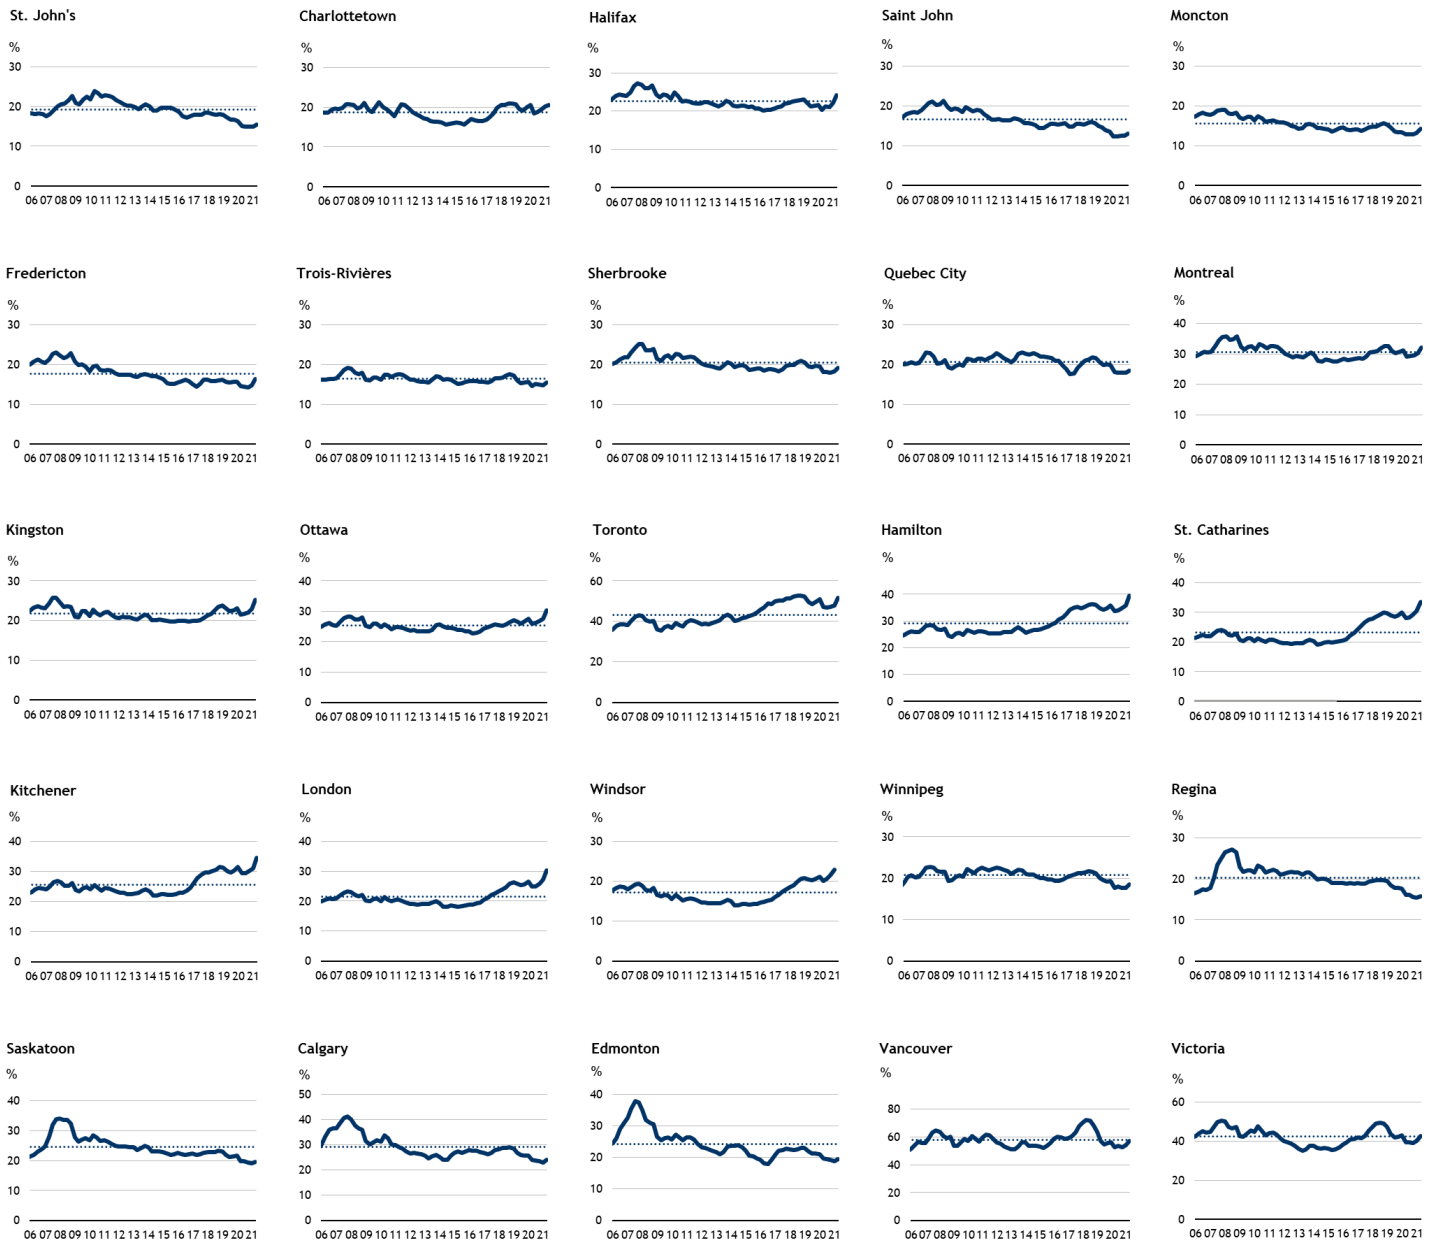 St. John's
%
30
20
10
0
06 07 08 09 10 11 12 13 14 15 16 17 18 19 20 21
Charlottetown
%
30
20
10
0
06 07 08 09 10 11 12 13 14 15 16 17 18 19 20 21
Halifax
%
30
20
10
0
06 07 08 09 10 11 12 13 14 15 16 17 18 19 20 21
Saint John
%
30
20
10
0
06 07 08 09 10 11 12 13 14 15 16 17 18 19 20 21
Moncton
%
30
20
10
0
06 07 08 09 10 11 12 13 14 15 16 17 18 19 20 21
Fredericton
%
30
20
10
0
06 07 08 09 10 11 12 13 14 15 16 17 18 19 20 21
Trois-Rivières
%
30
20
10
0
06 07 08 09 10 11 12 13 14 15 16 17 18 19 20 21
Sherbrooke
%
30
20
10
0
06 07 08 09 10 11 12 13 14 15 16 17 18 19 20 21
Quebec City
%
30
20
10
0
06 07 08 09 10 11 12 13 14 15 16 17 18 19 20 21
Montreal
%
40
30
20
10
0
06 07 08 09 10 11 12 13 14 15 16 17 18 19 20 21
Kingston
%
30
20
10
0
06 07 08 09 10 11 12 13 14 15 16 17 18 19 20 21
Ottawa
%
40
30
20
10
0
06 07 08 09 10 11 12 13 14 15 16 17 18 19 20 21
Toronto
%
60
40
20
0
06 07 08 09 10 11 12 13 14 15 16 17 18 19 20 21
Hamilton
%
40
30
20
10
0
06 07 08 09 10 11 12 13 14 15 16 17 18 19 20 21
St. Catharines
%
40
30
20
10
0
06 07 08 09 10 11 12 13 14 15 16 17 18 19 20 21
Kitchener
%
40
30
20
10
0
06 07 08 09 10 11 12 13 14 15 16 17 18 19 20 21
London
%
40
30
20
10
0
06 07 08 09 10 11 12 13 14 15 16 17 18 19 20 21
Windsor
%
30
20
10
0
06 07 08 09 10 11 12 13 14 15 16 17 18 19 20 21
Winnipeg
%
30
20
10
0
06 07 08 09 10 11 12 13 14 15 16 17 18 19 20 21
Regina
%
30
20
10
0
06 07 08 09 10 11 12 13 14 15 16 17 18 19 20 21
Saskatoon
%
40
30
20
10
0
06 07 08 09 10 11 12 13 14 15 16 17 18 19 20 21
Calgary
%
50
40
30
20
10
0
06 07 08 09 10 11 12 13 14 15 16 17 18 19 20 21
Edmonton
%
40
30
20
10
0
06 07 08 09 10 11 12 13 14 15 16 17 18 19 20 21
Vancouver
%
80
60
40
20
0
06 07 08 09 10 11 12 13 14 15 16 17 18 19 20 21
Victoria
%
60
40
20
0
06 07 08 09 10 11 12 13 14 15 16 17 18 19 20 21